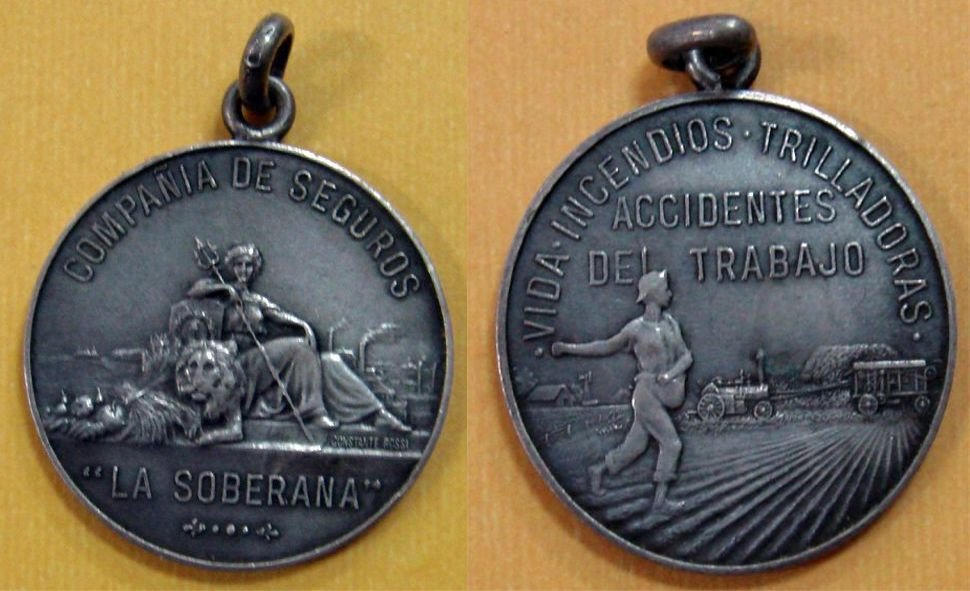 COMPAÑIA DE SEGUROS
CONSTANTE ROSSI
"LA SOBERANA"
·VIDA·INCENDIOS·TRILLADORAS·
ACCIDENTES
DEL TRABAJO